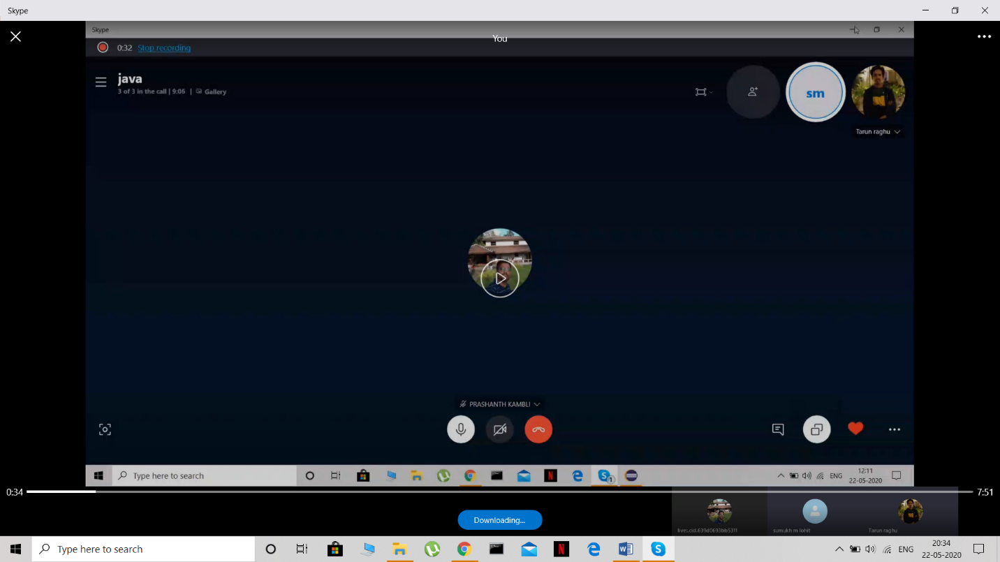 Skype
Skype
You
0:32 Stop recording
java
3 of 3 in the call | 9:06 | Gallery
sm
Tarun raghu
PRASHANTH KAMBLI
Type here to search
1
ENG
12:11
22-05-2020
0:34
7:51
Downloading...
live:.cid.639d0693bb5311
sumukh m lohit
Tarun raghu
Type here to search
ENG
20:34
22-05-2020